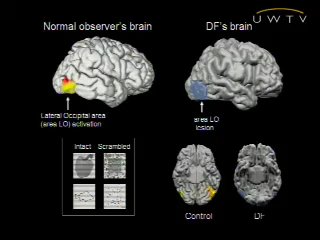 UWTV
Normal observer's brain
DF's brain
Lateral Occipital area
(area LO) activation
area LO
lesion
Intact
Scrambled
Control
DF